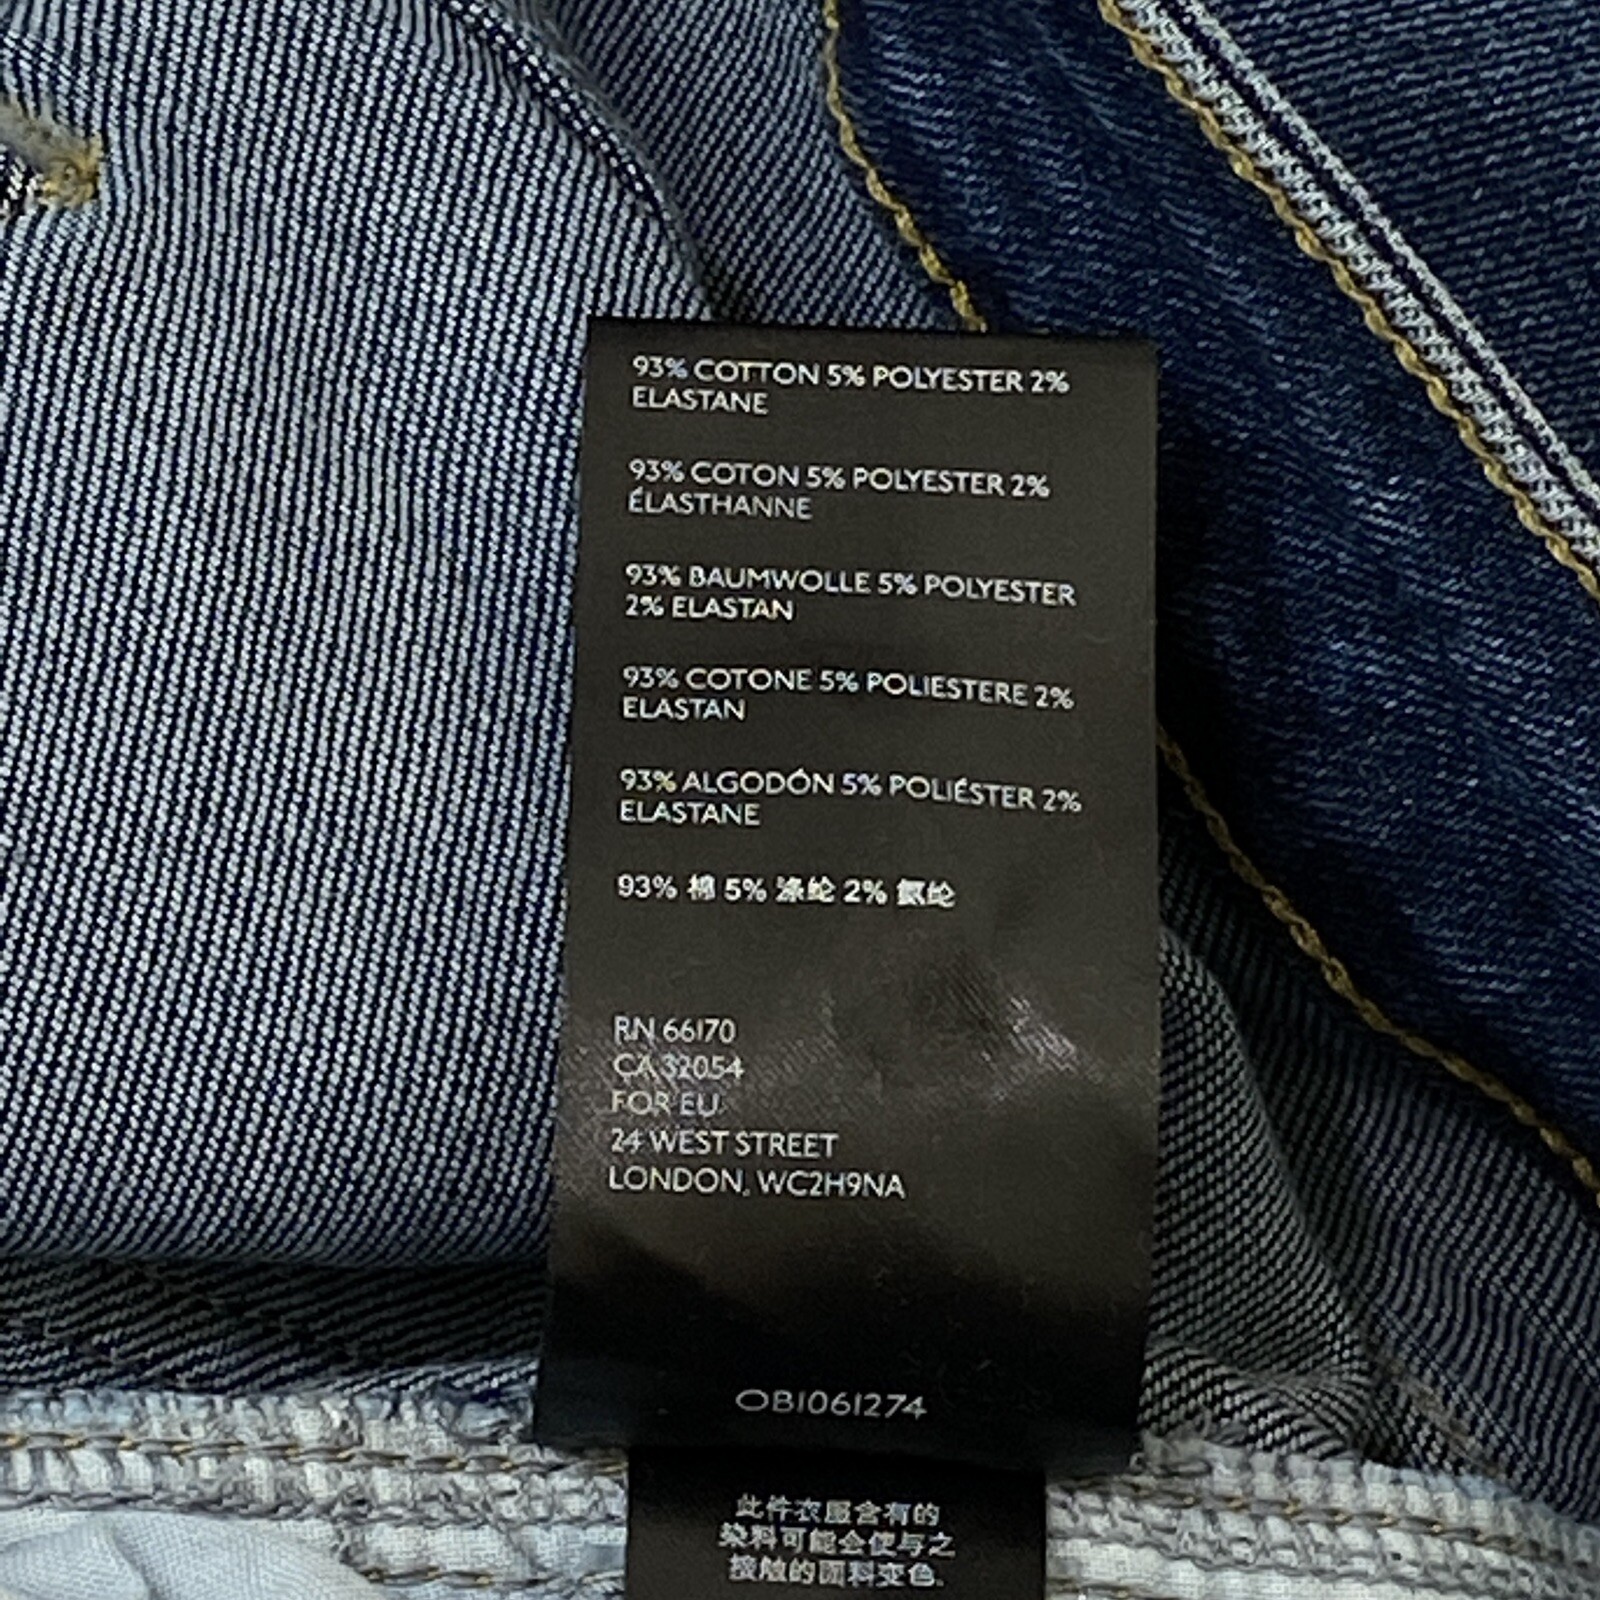 93% COTTON 5% POLYESTER 2%
ELASTANE
93% COTON 5% POLYESTER 2%
ÉLASTHANNE
93% BAUMWOLLE 5% POLYESTER
2% ELASTAN
93% COTONE 5% POLIESTERE 2%
ELASTAN
93% ALGODÓN 5% POLIÉSTER 2%
ELASTANE
93% 棉 5% 涤纶 2% 氨纶
RN 66170
CA 32054
FOR EU
24 WEST STREET
LONDON, WC2H9NA
OB1061274
此件衣服含有的
染料可能会使与之
接触的面料变色.